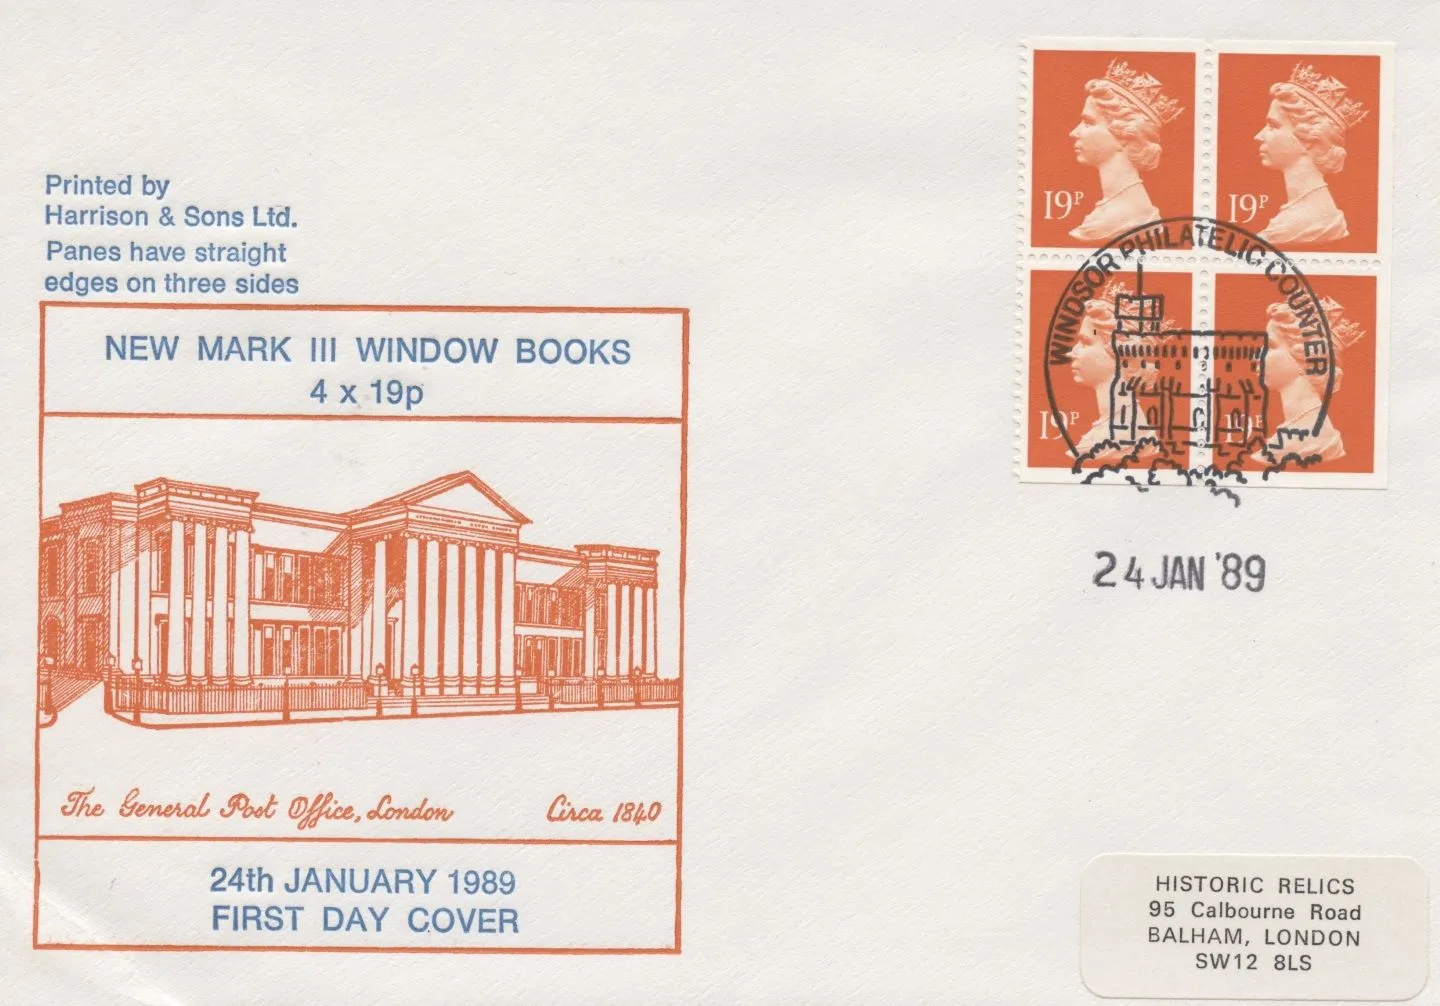 Printed by
Harrison & Sons Ltd.
Panes have straight
edges on three sides
NEW MARK III WINDOW BOOKS
4 x 19p
The General Post Office, London
Circa 1840
24th JANUARY 1989
FIRST DAY COVER
19P
19P
19P
19P
WINDSOR PHILATELIC COUNTER
24 JAN '89
HISTORIC RELICS
95 Calbourne Road
BALHAM, LONDON
SW12 8LS